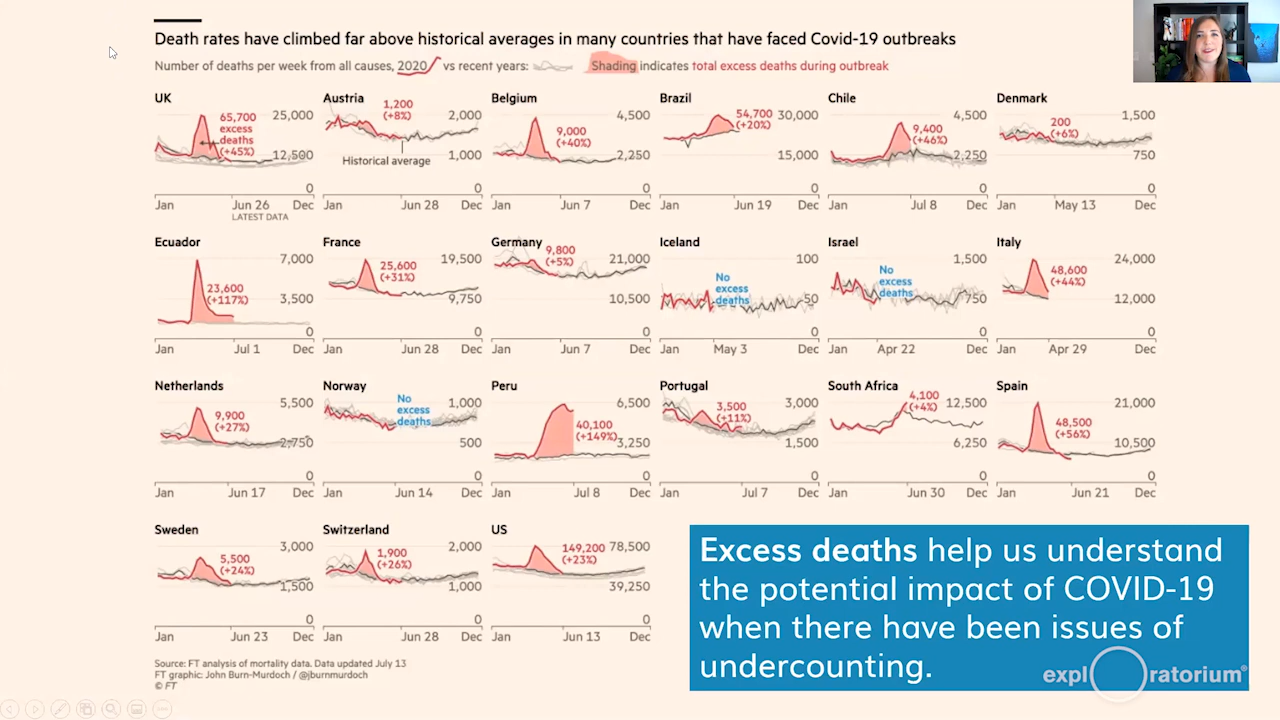 Death rates have climbed far above historical averages in many countries that have faced Covid-19 outbreaks
Number of deaths per week from all causes, 2020 vs recent years: Shading indicates total excess deaths during outbreak
UK
25,000
12,500
0
65,700
excess
deaths
(+45%)
Jan Jun 26 Dec
LATEST DATA
Austria
1,200
(+8%)
2,000
1,000
0
Historical average
Jan Jun 28 Dec
Belgium
9,000
(+40%)
4,500
2,250
0
Jan Jun 7 Dec
Brazil
54,700
(+20%)
30,000
15,000
0
Jan Jun 19 Dec
Chile
9,400
(+46%)
4,500
2,250
0
Jan Jul 8 Dec
Denmark
200
(+6%)
1,500
750
0
Jan May 13 Dec
Ecuador
23,600
(+117%)
7,000
3,500
0
Jan Jul 1 Dec
France
25,600
(+31%)
19,500
9,750
0
Jan Jun 28 Dec
Germany
9,800
(+5%)
21,000
10,500
0
Jan Jun 7 Dec
Iceland
No
excess
deaths
100
50
0
Jan May 3 Dec
Israel
No
excess
deaths
1,500
750
0
Jan Apr 22 Dec
Italy
48,600
(+44%)
24,000
12,000
0
Jan Apr 29 Dec
Netherlands
9,900
(+27%)
5,500
2,750
0
Jan Jun 17 Dec
Norway
No
excess
deaths
1,000
500
0
Jan Jun 14 Dec
Peru
40,100
(+149%)
6,500
3,250
0
Jan Jul 8 Dec
Portugal
3,500
(+11%)
3,000
1,500
0
Jan Jul 7 Dec
South Africa
4,100
(+4%)
12,500
6,250
0
Jan Jun 30 Dec
Spain
48,500
(+56%)
21,000
10,500
0
Jan Jun 21 Dec
Sweden
5,500
(+24%)
3,000
1,500
0
Jan Jun 23 Dec
Switzerland
1,900
(+26%)
2,000
1,000
0
Jan Jun 28 Dec
US
149,200
(+23%)
78,500
39,250
0
Jan Jun 13 Dec
Excess deaths help us understand
the potential impact of COVID-19
when there have been issues of
undercounting.
expl ratorium®
Source: FT analysis of mortality data. Data updated July 13
FT graphic: John Burn-Murdoch / @jburnmurdoch
© FT